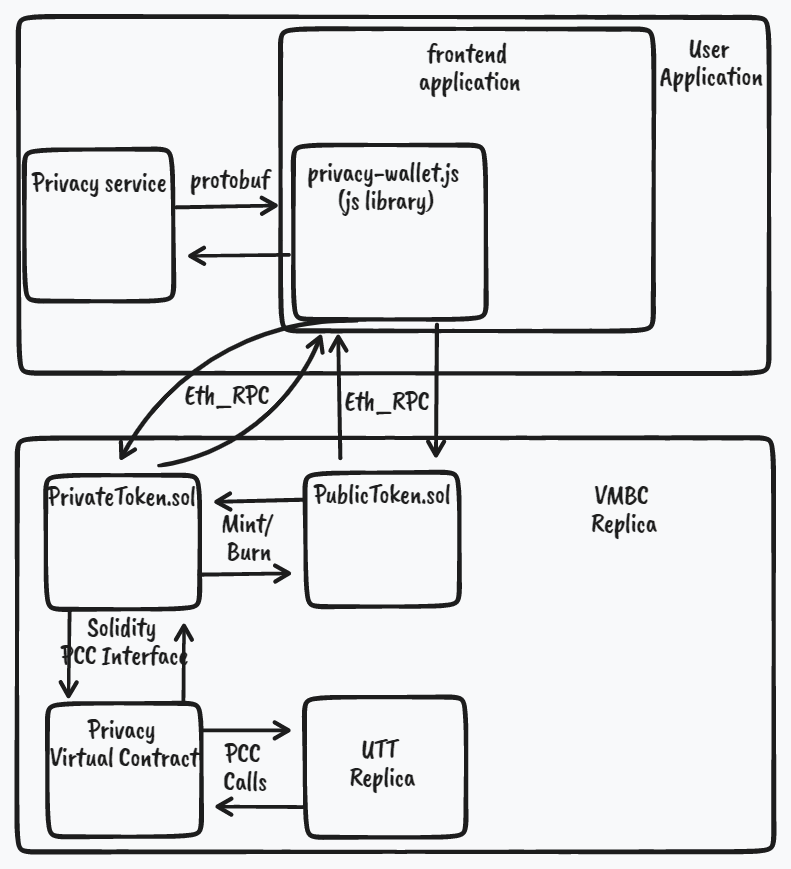 frontend
application
User
Application
Privacy service
protobuf
privacy-wallet.js
(js library)
Eth_RPC
Eth_RPC
PrivateToken.sol
PublicToken.sol
VMBC
Replica
Mint/
Burn
Solidity
PCC Interface
Privacy
Virtual Contract
PCC
Calls
UTT
Replica